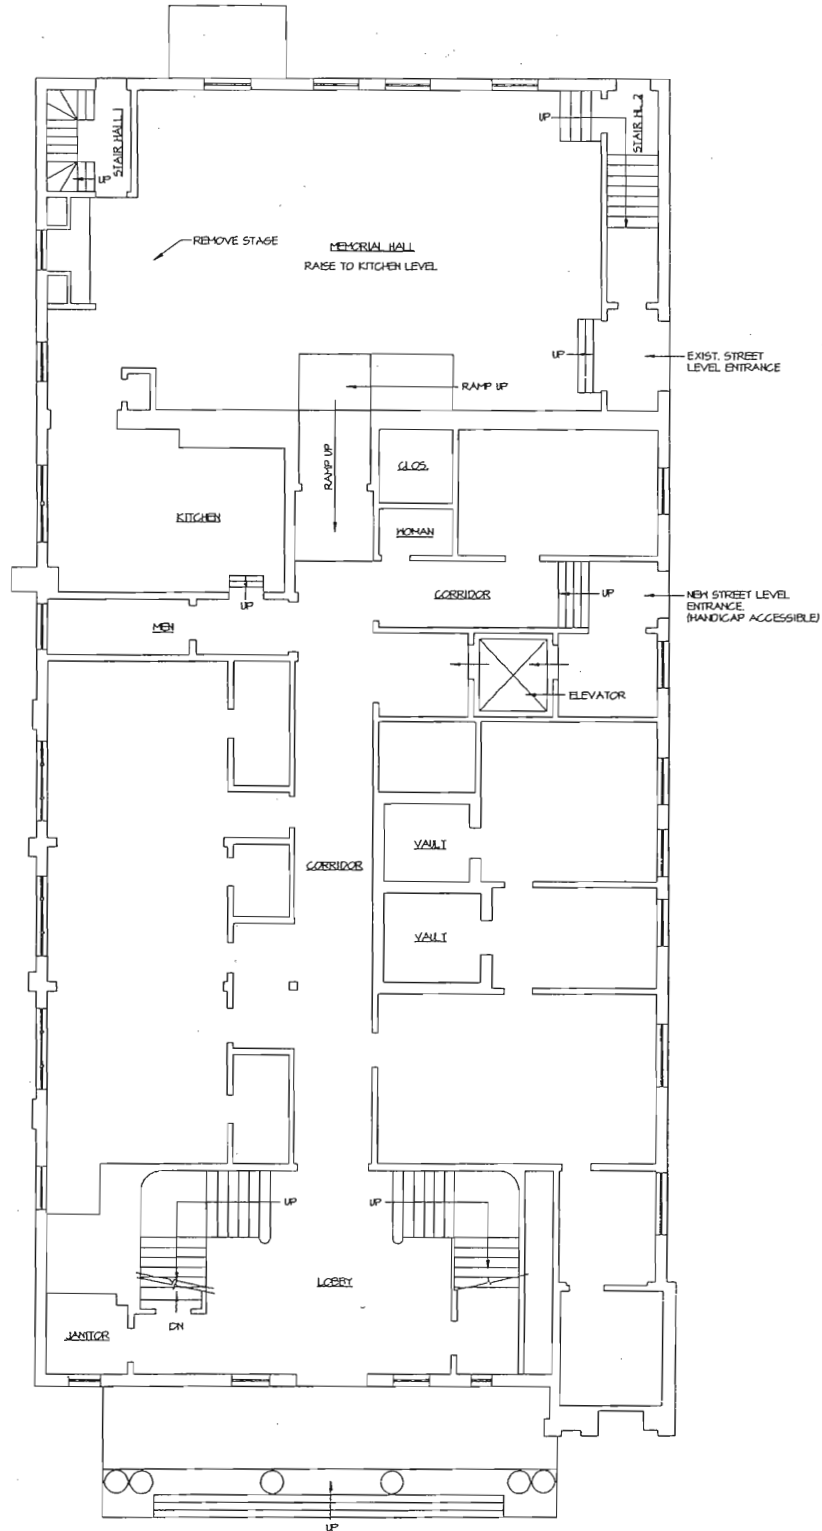 UP
STAIR HL. 2
STAIR HALL 1
UP
REMOVE STAGE
MEMORIAL HALL
RAISE TO KITCHEN LEVEL
UP
EXIST. STREET
LEVEL ENTRANCE
RAMP UP
RAMP UP
CLOS.
KITCHEN
WOMAN
CORRIDOR
UP
NEW STREET LEVEL
ENTRANCE.
(HANDICAP ACCESSIBLE)
UP
MEN
ELEVATOR
VAULT
CORRIDOR
VAULT
UP
UP
LOBBY
DN
JANITOR
UP